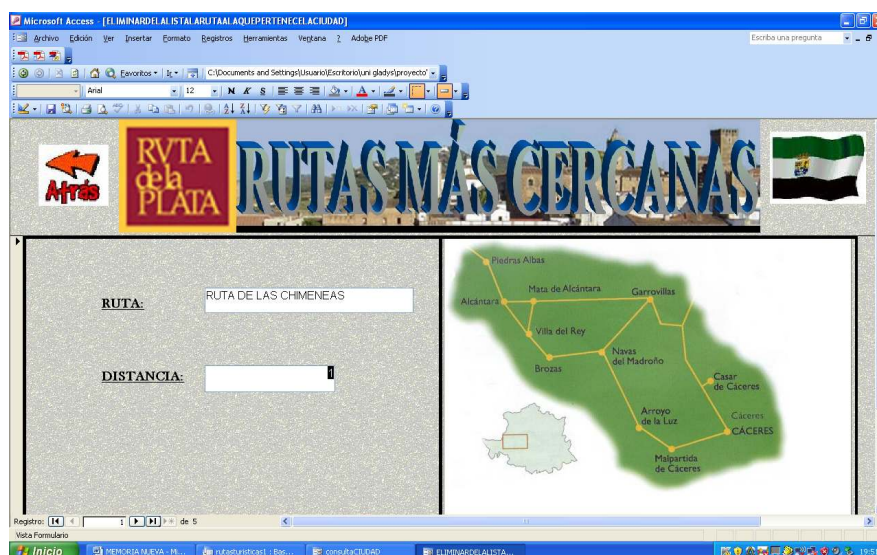 Microsoft Access - [ELIMINARDELALISTALARUTAALAQUEPERTENECELACIUDAD]
Archivo Edición Ver Insertar Formato Registros Herramientas Ventana ? Adobe PDF
Escriba una pregunta
Favoritos Ir C:\Documents and Settings\Usuario\Escritorio\uni gladys\proyecto'
Arial 12 N K S
Atrás
RVTA
de la
PLATA
RUTAS MÁS CERCANAS
RUTA: RUTA DE LAS CHIMENEAS
DISTANCIA: 1
Piedras Albas
Mata de Alcántara
Garrovillas
Alcántara
Villa del Rey
Navas
del Madroño
Brozas
Casar
de Cáceres
Arroyo
de la Luz
Cáceres
CÁCERES
Malpartida
de Cáceres
Registro: 1 de 5
Vista Formulario
Inicio
MEMORIA NUEVA - Mi...
rutasturisticas1 : Bas...
consultaCIUDAD
ELIMINARDELALISTA...